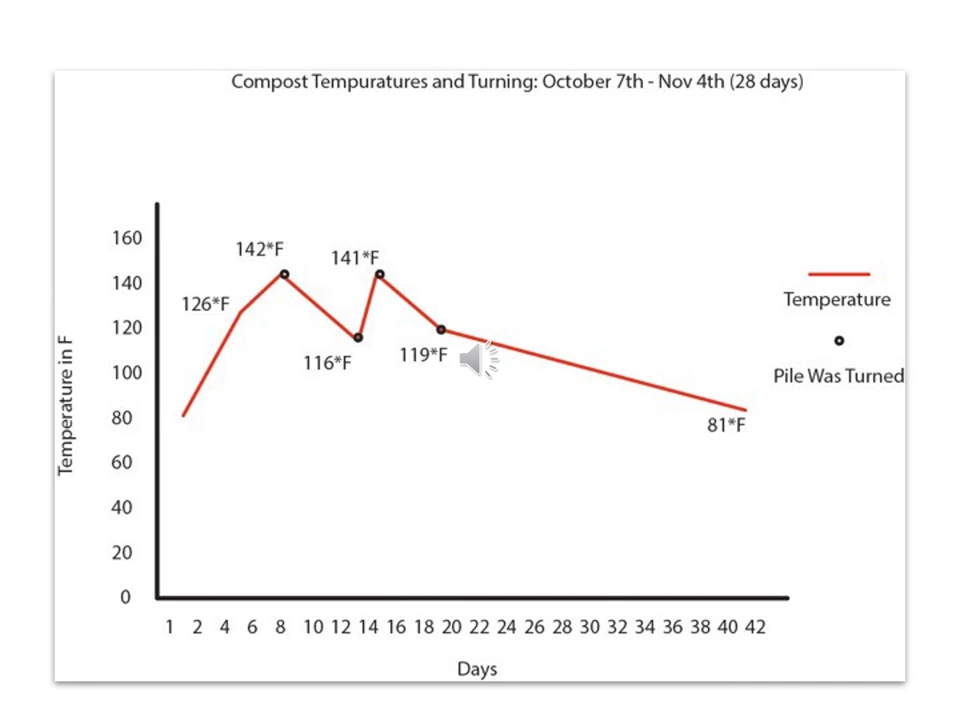 Compost Tempuratures and Turning: October 7th - Nov 4th (28 days)
160
140
120
100
80
60
40
20
0
Temperature in F
142*F
141*F
126*F
116*F
119*F
81*F
Temperature
Pile Was Turned
1 2 4 6 8 10 12 14 16 18 20 22 24 26 28 30 32 34 36 38 40 42
Days